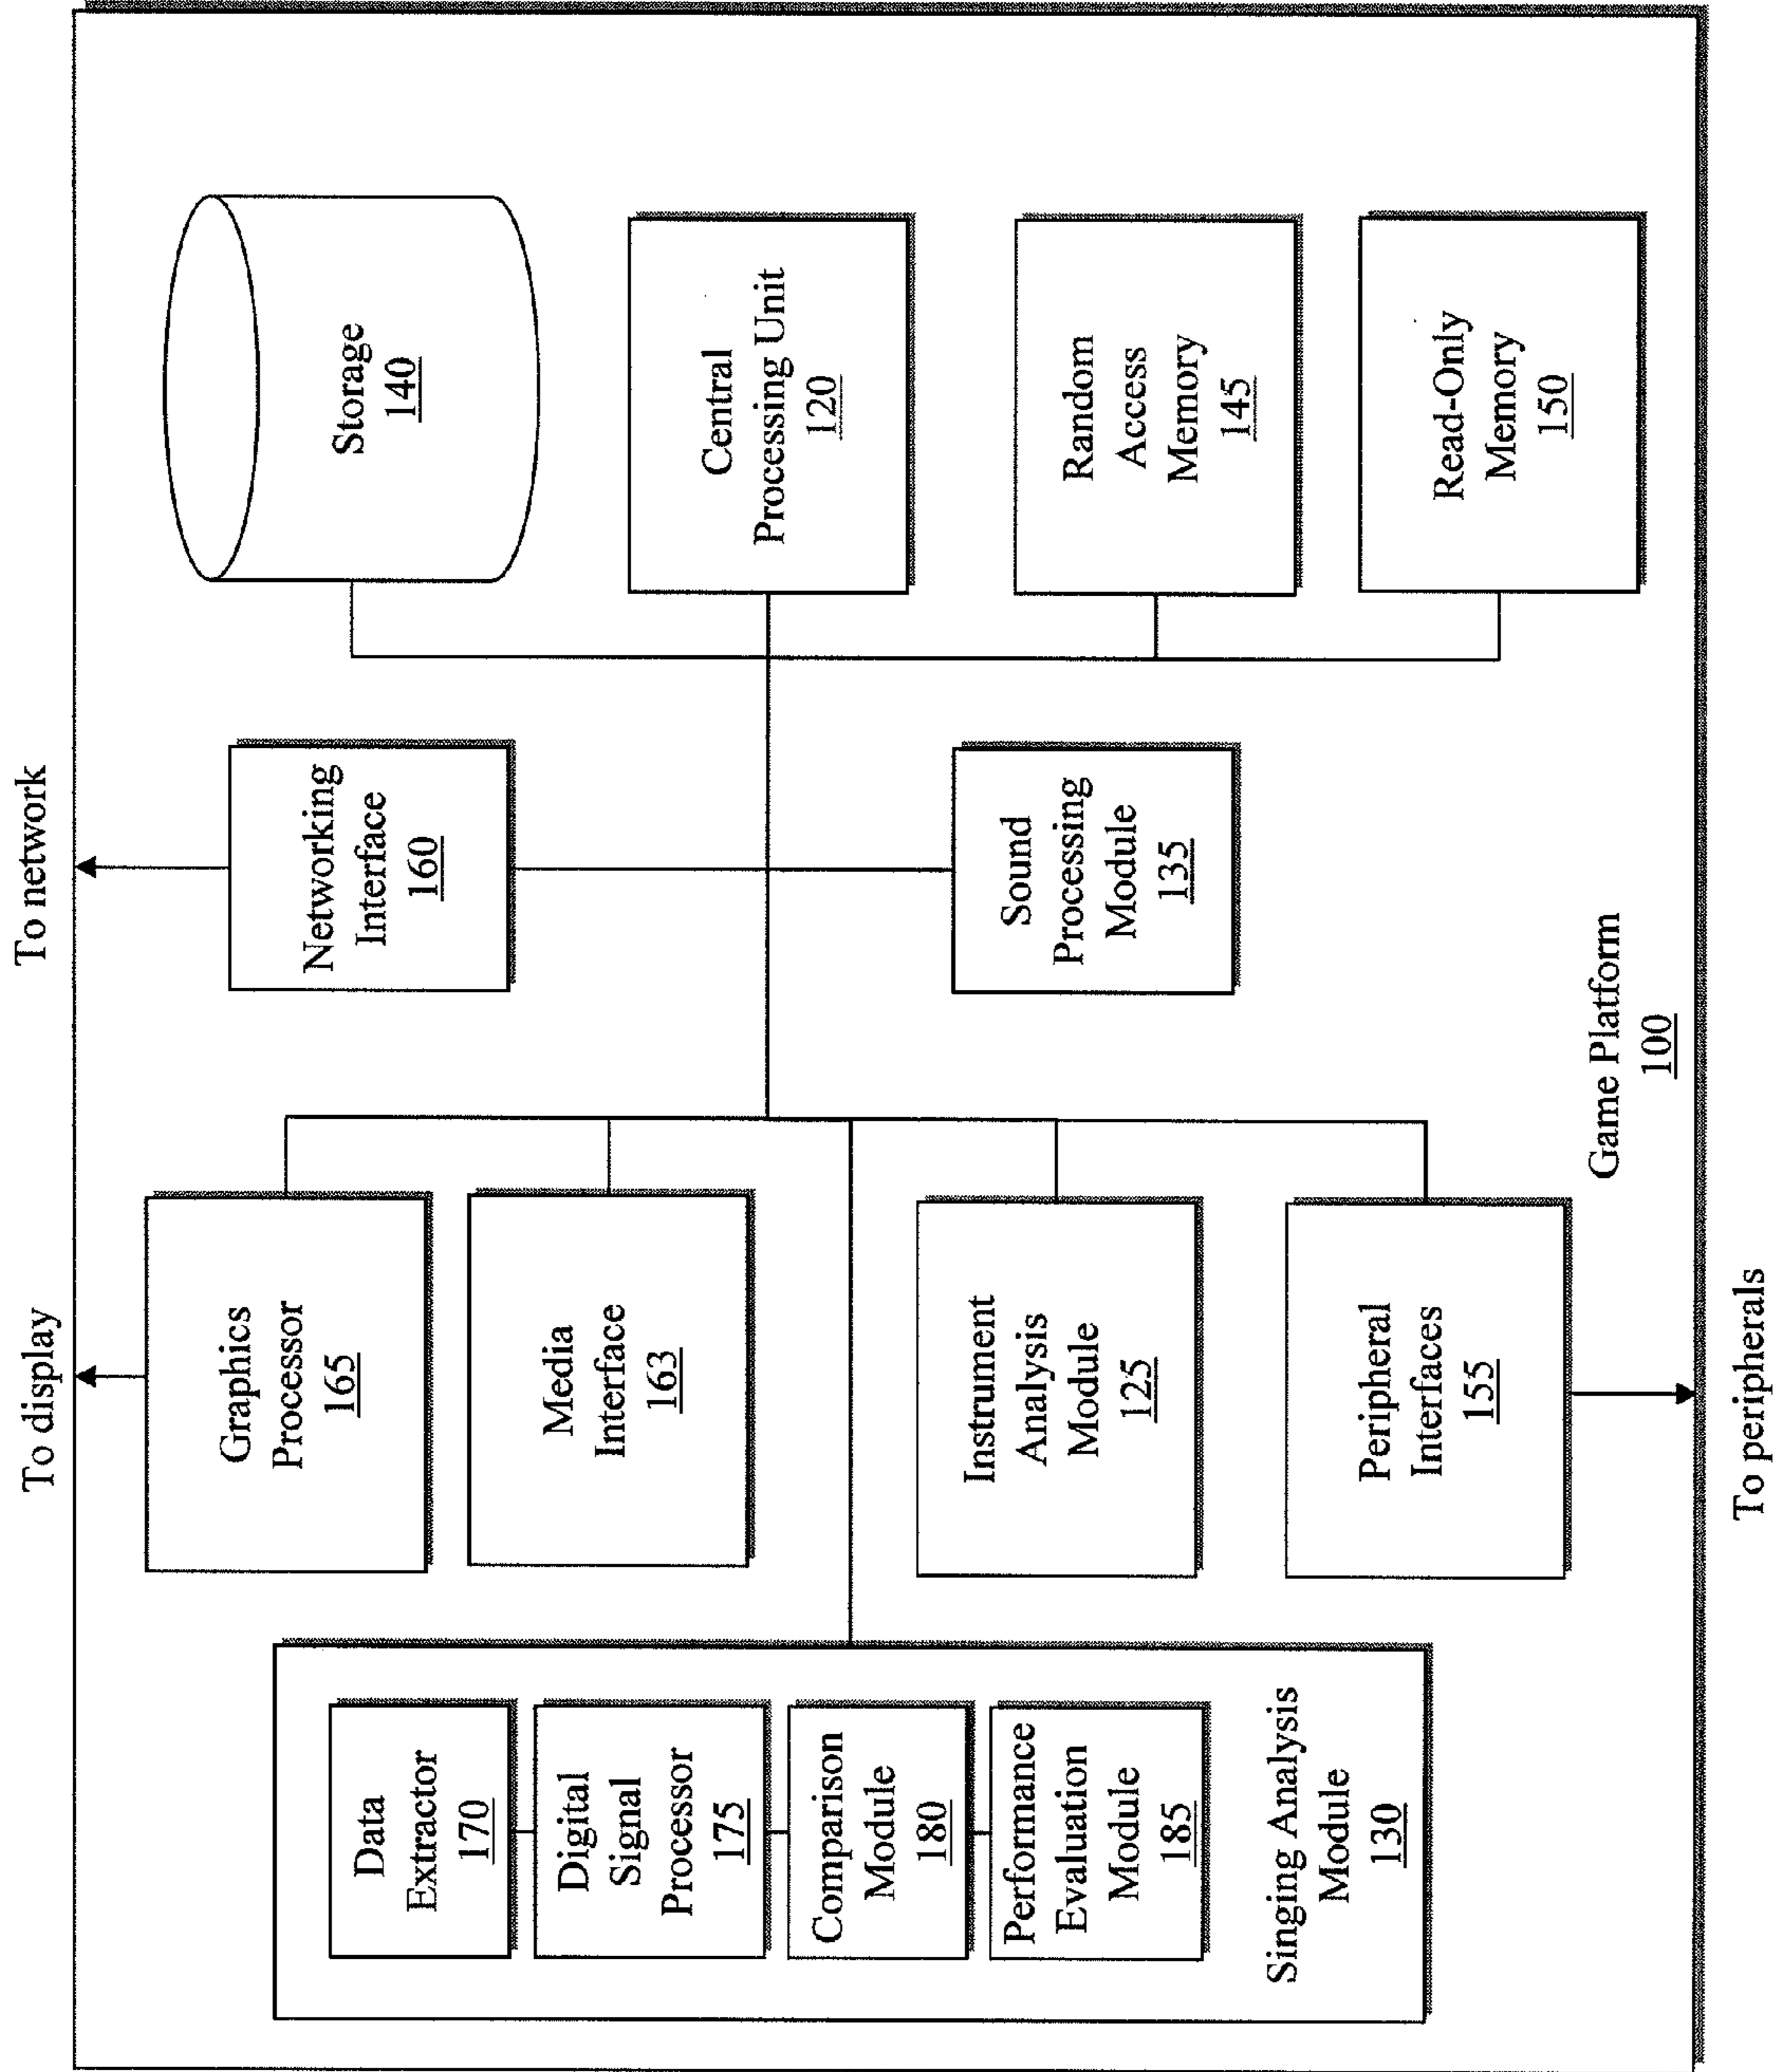 To display
To network
Graphics
Processor
165
Media
Interface
163
Instrument
Analysis
Module
125
Peripheral
Interfaces
155
Data
Extractor
170
Digital
Signal
Processor
175
Comparison
Module
180
Performance
Evaluation
Module
185
Singing Analysis
Module
130
Networking
Interface
160
Sound
Processing
Module
135
Storage
140
Central
Processing Unit
120
Random
Access
Memory
145
Read-Only
Memory
150
Game Platform
100
To peripherals